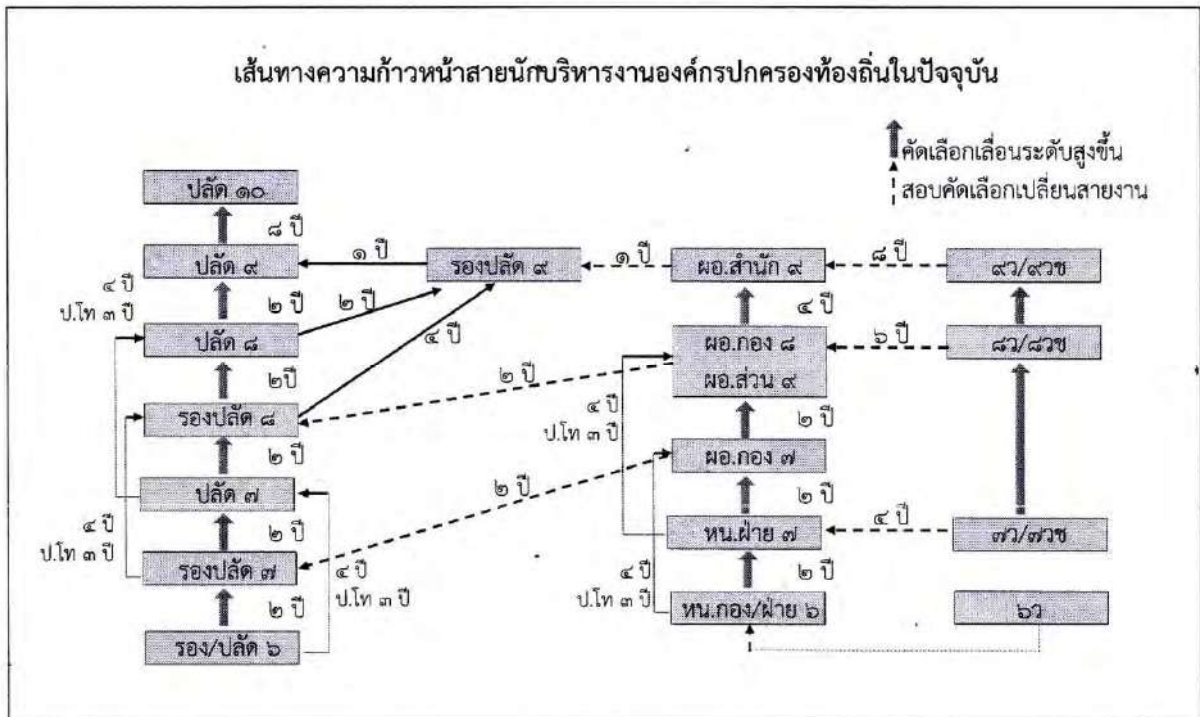 เส้นทางความก้าวหน้าสายนักบริหารงานองค์กรปกครองท้องถิ่นในปัจจุบัน
คัดเลือกเลื่อนระดับสูงขึ้น
สอบคัดเลือกเปลี่ยนสายงาน
ปลัด ๑๐
๘ ปี
ปลัด ๙
๑ ปี
รองปลัด ๙
๑ ปี
ผอ.สำนัก ๙
๘ ปี
๙ว/๙วช
๔ ปี
ป.โท ๓ ปี
๒ ปี
๒ ปี
๔ ปี
๔ ปี
ปลัด ๘
ผอ.กอง ๘
ผอ.ส่วน ๙
๖ ปี
๘ว/๘วช
๒ปี
๒ ปี
รองปลัด ๘
๔ ปี
ป.โท ๓ ปี
๒ ปี
๒ ปี
ผอ.กอง ๗
๒ ปี
ปลัด ๗
๒ ปี
๔ ปี
ป.โท ๓ ปี
๒ ปี
หน.ฝ่าย ๗
๔ ปี
๗ว/๗วช
รองปลัด ๗
๔ ปี
ป.โท ๓ ปี
๔ ปี
ป.โท ๓ ปี
๒ ปี
๒ ปี
หน.กอง/ฝ่าย ๖
๖ว
รอง/ปลัด ๖